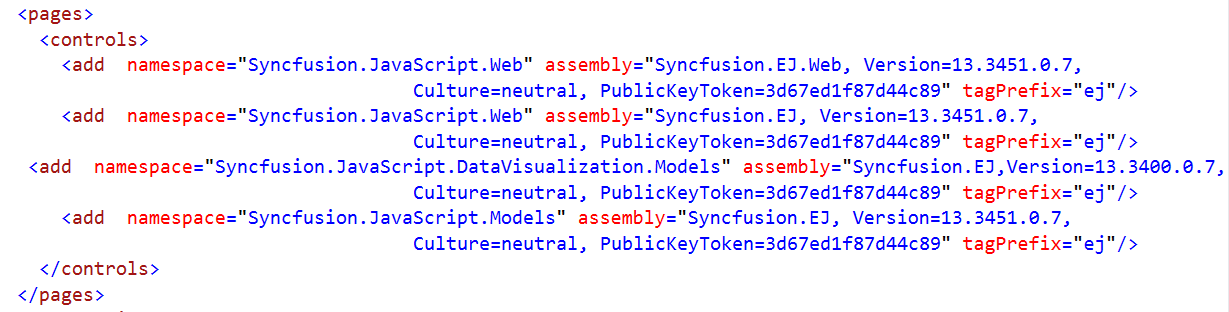 <pages>
<controls>
<add namespace="Syncfusion.JavaScript.Web" assembly="Syncfusion.EJ.Web, Version=13.3451.0.7,
Culture=neutral, PublicKeyToken=3d67ed1f87d44c89" tagPrefix="ej"/>
<add namespace="Syncfusion.JavaScript.Web" assembly="Syncfusion.EJ, Version=13.3451.0.7,
Culture=neutral, PublicKeyToken=3d67ed1f87d44c89" tagPrefix="ej"/>
<add namespace="Syncfusion.JavaScript.DataVisualization.Models" assembly="Syncfusion.EJ,Version=13.3400.0.7,
Culture=neutral, PublicKeyToken=3d67ed1f87d44c89" tagPrefix="ej"/>
<add namespace="Syncfusion.JavaScript.Models" assembly="Syncfusion.EJ, Version=13.3451.0.7,
Culture=neutral, PublicKeyToken=3d67ed1f87d44c89" tagPrefix="ej"/>
</controls>
</pages>